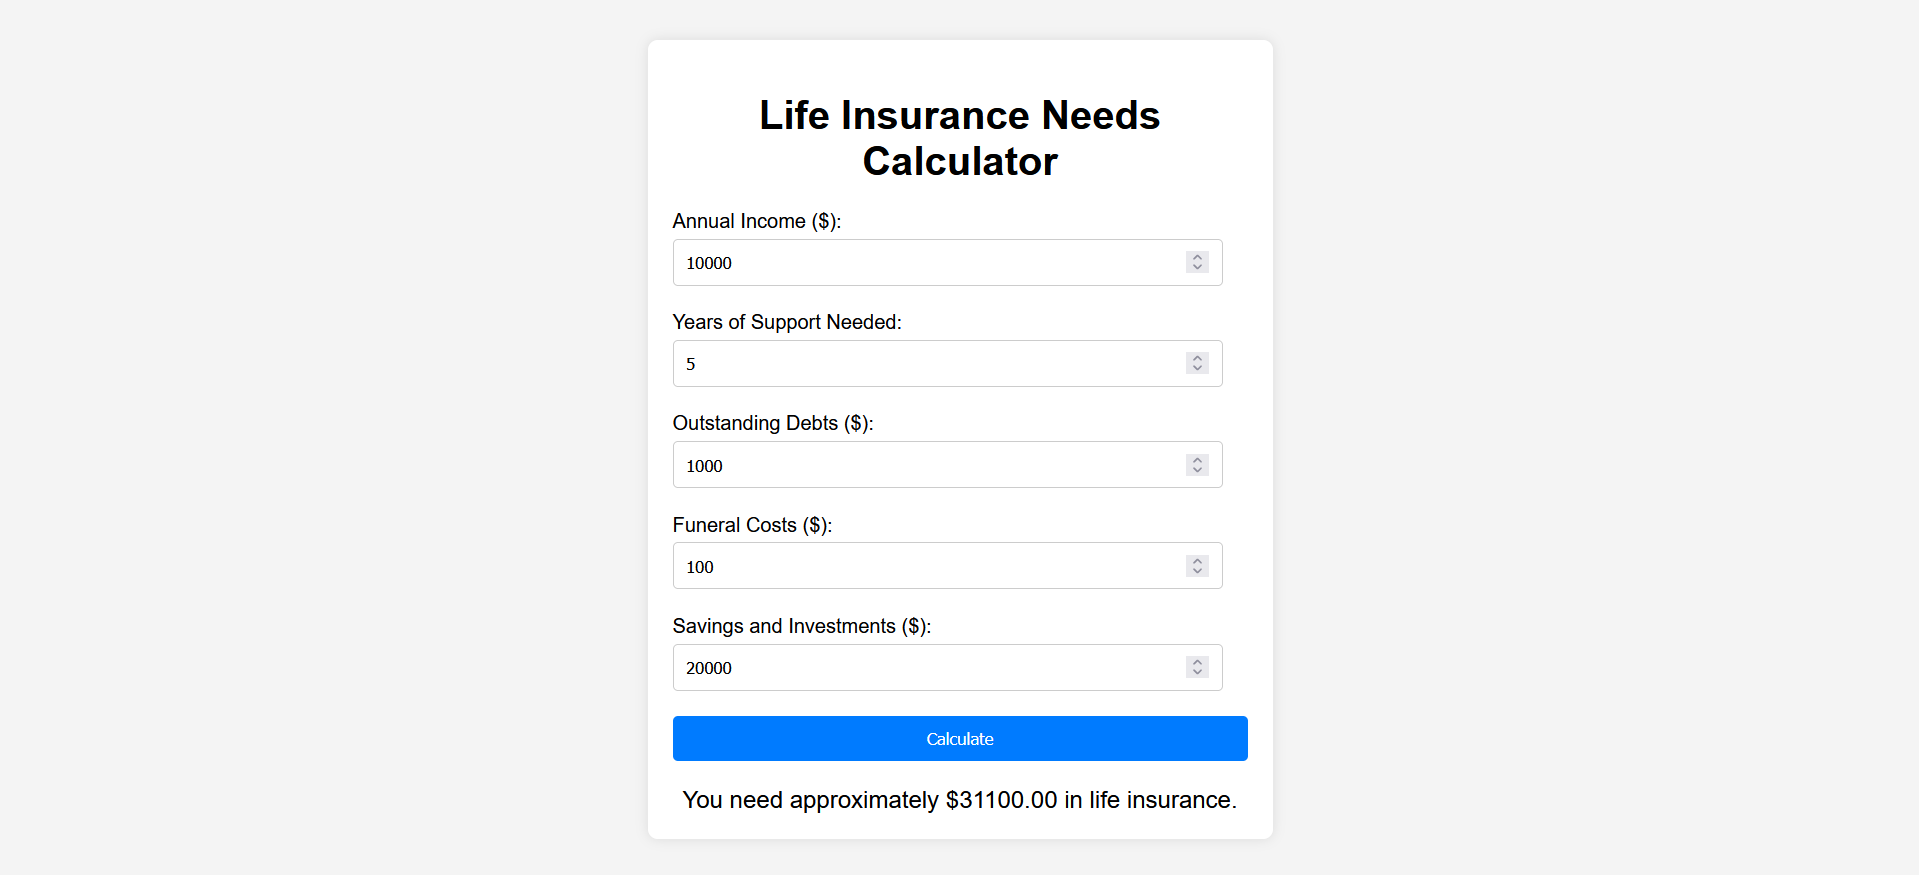 Life Insurance Needs
Calculator
Annual Income ($):
10000
Years of Support Needed:
5
Outstanding Debts ($):
1000
Funeral Costs ($):
100
Savings and Investments ($):
20000
Calculate
You need approximately $31100.00 in life insurance.